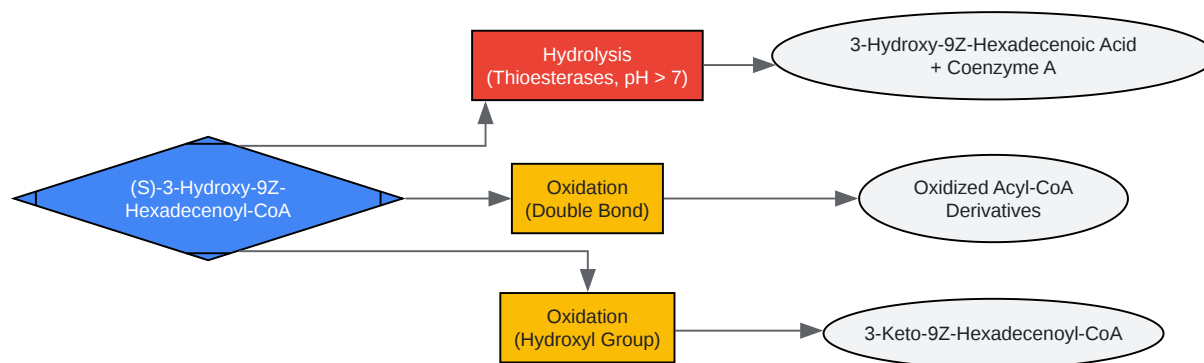 Hydrolysis
(Thioesterases, pH > 7)
3-Hydroxy-9Z-Hexadecenoic Acid
+ Coenzyme A
(S)-3-Hydroxy-9Z-
Hexadecenoyl-CoA
Oxidation
(Double Bond)
Oxidized Acyl-CoA
Derivatives
Oxidation
(Hydroxyl Group)
3-Keto-9Z-Hexadecenoyl-CoA